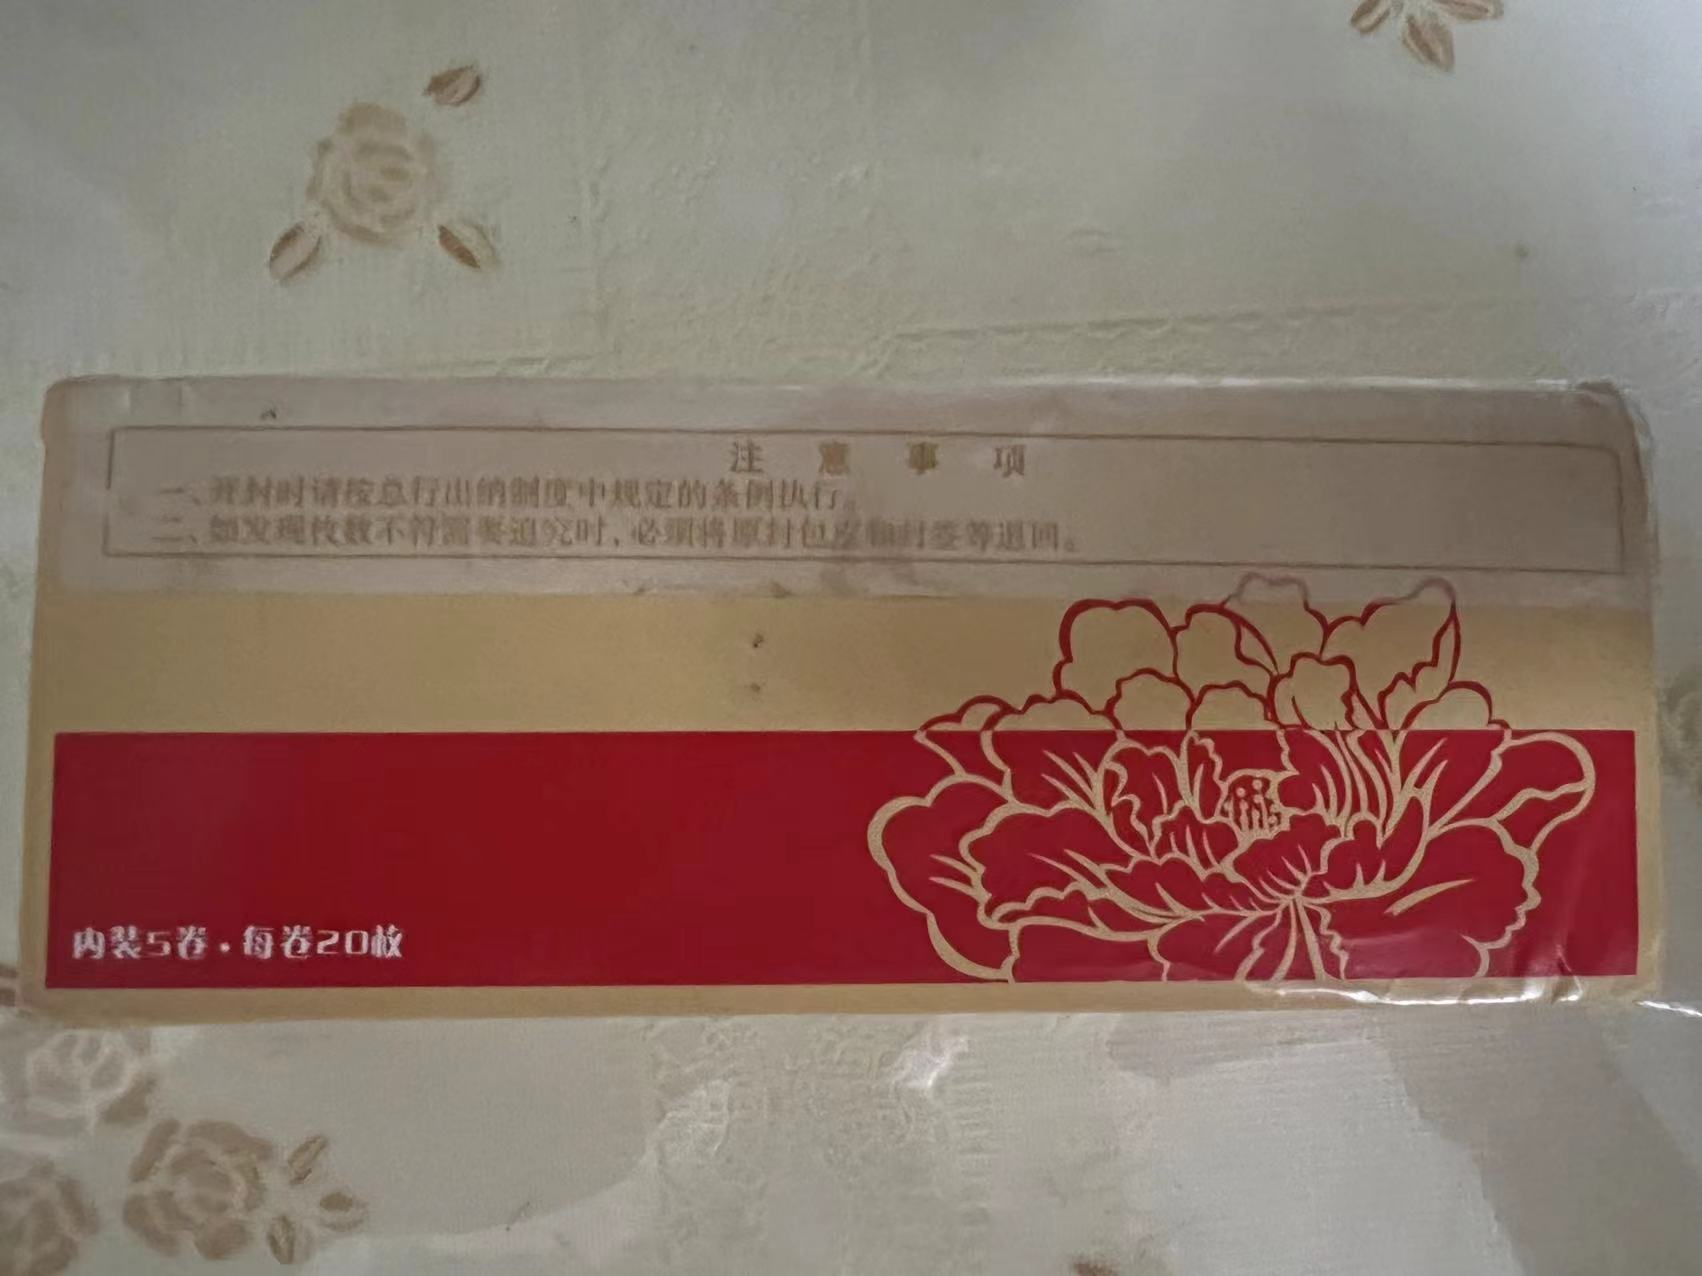 注意事项
一、开封时请按总行出纳制度中规定的条例执行。
二、如发现枚数不符需要追究时，必须将原封包皮和封签等退回。
内装5卷·每卷20枚